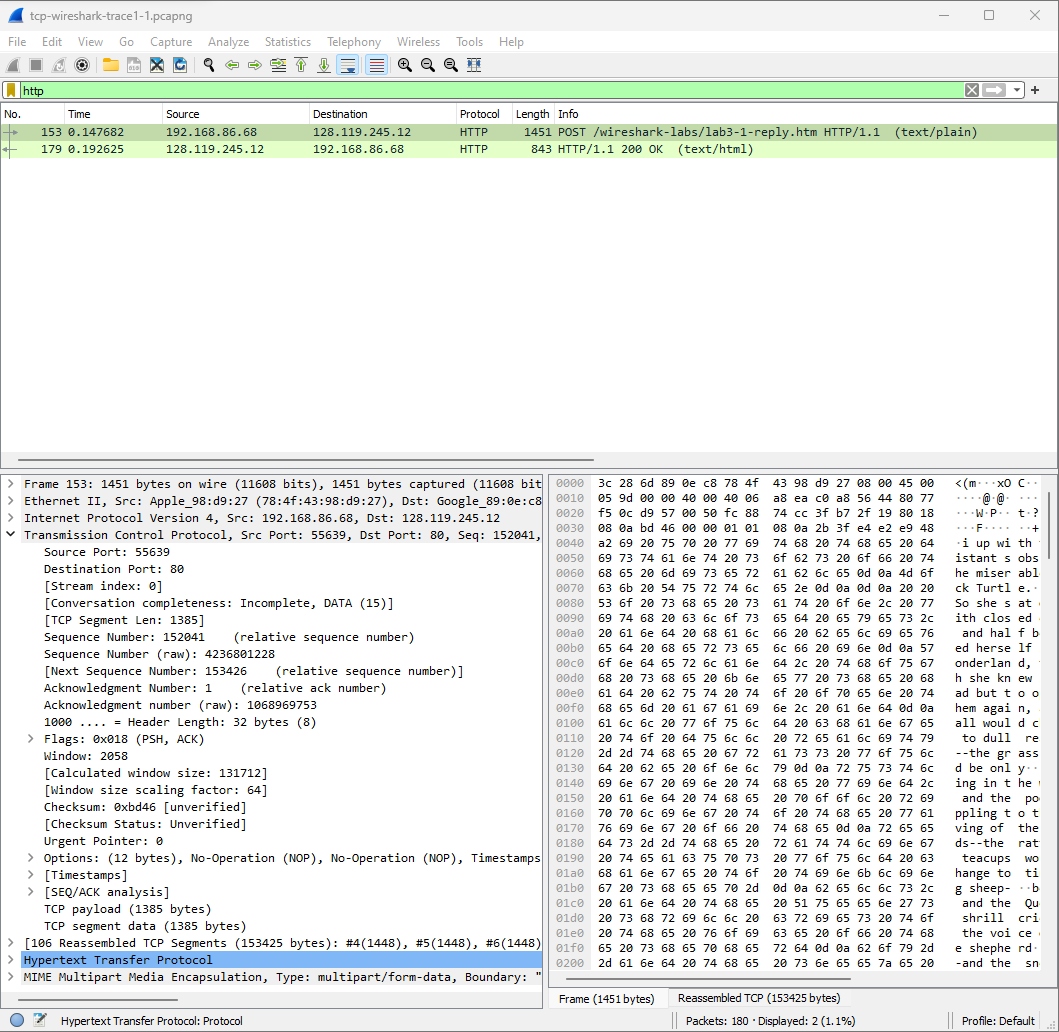 tcp-wireshark-trace1-1.pcapng
File Edit View Go Capture Analyze Statistics Telephony Wireless Tools Help
http
No. Time Source Destination Protocol Length Info
153 0.147682 192.168.86.68 128.119.245.12 HTTP 1451 POST /wireshark-labs/lab3-1-reply.htm HTTP/1.1 (text/plain)
179 0.192625 128.119.245.12 192.168.86.68 HTTP 843 HTTP/1.1 200 OK (text/html)
Frame 153: 1451 bytes on wire (11608 bits), 1451 bytes captured (11608 bit
Ethernet II, Src: Apple_98:d9:27 (78:4f:43:98:d9:27), Dst: Google_89:0e:c8
Internet Protocol Version 4, Src: 192.168.86.68, Dst: 128.119.245.12
Transmission Control Protocol, Src Port: 55639, Dst Port: 80, Seq: 152041,
Source Port: 55639
Destination Port: 80
[Stream index: 0]
[Conversation completeness: Incomplete, DATA (15)]
[TCP Segment Len: 1385]
Sequence Number: 152041 (relative sequence number)
Sequence Number (raw): 4236801228
[Next Sequence Number: 153426 (relative sequence number)]
Acknowledgment Number: 1 (relative ack number)
Acknowledgment number (raw): 1068969753
1000 .... = Header Length: 32 bytes (8)
Flags: 0x018 (PSH, ACK)
Window: 2058
[Calculated window size: 131712]
[Window size scaling factor: 64]
Checksum: 0xbd46 [unverified]
[Checksum Status: Unverified]
Urgent Pointer: 0
Options: (12 bytes), No-Operation (NOP), No-Operation (NOP), Timestamps
[Timestamps]
[SEQ/ACK analysis]
TCP payload (1385 bytes)
TCP segment data (1385 bytes)
[106 Reassembled TCP Segments (153425 bytes): #4(1448), #5(1448), #6(1448)
Hypertext Transfer Protocol
MIME Multipart Media Encapsulation, Type: multipart/form-data, Boundary: "
0000 3c 28 6d 89 0e c8 78 4f 43 98 d9 27 08 00 45 00 <(m···xO C··'··E·
0010 05 9d 00 00 40 00 40 06 a8 ea c0 a8 56 44 80 77 ····@·@·
0020 f5 0c d9 57 00 50 fc 88 74 cc 3f b7 2f 19 80 18 ···W·P·· t·?
0030 08 0a bd 46 00 00 01 01 08 0a 2b 3f e4 e2 e9 48 ···F···· ··+
0040 a2 69 20 75 70 20 77 69 74 68 20 74 68 65 20 64 ·i up wi th t
0050 69 73 74 61 6e 74 20 73 6f 62 73 20 6f 66 20 74 istant s obs
0060 68 65 20 6d 69 73 65 72 61 62 6c 65 0d 0a 4d 6f he miser able
0070 63 6b 20 54 75 72 74 6c 65 2e 0d 0a 0d 0a 20 20 ck Turtl e.··
0080 53 6f 20 73 68 65 20 73 61 74 20 6f 6e 2c 20 77 So she s at o
0090 69 74 68 20 63 6c 6f 73 65 64 20 65 79 65 73 2c ith clos ed e
00a0 20 61 6e 64 20 68 61 6c 66 20 62 65 6c 69 65 76 and hal f b
00b0 65 64 20 68 65 72 73 65 6c 66 20 69 6e 0d 0a 57 ed herse lf i
00c0 6f 6e 64 65 72 6c 61 6e 64 2c 20 74 68 6f 75 67 onderlan d, t
00d0 68 20 73 68 65 20 6b 6e 65 77 20 73 68 65 20 68 h she kn ew s
00e0 61 64 20 62 75 74 20 74 6f 20 6f 70 65 6e 20 74 ad but t o o
00f0 68 65 6d 20 61 67 61 69 6e 2c 20 61 6e 64 0d 0a hem agai n, a
0100 61 6c 6c 20 77 6f 75 6c 64 20 63 68 61 6e 67 65 all woul d c
0110 20 74 6f 20 64 75 6c 6c 20 72 65 61 6c 69 74 79 to dull re
0120 2d 2d 74 68 65 20 67 72 61 73 73 20 77 6f 75 6c --the gr ass
0130 64 20 62 65 20 6f 6e 6c 79 0d 0a 72 75 73 74 6c d be onl y··
0140 69 6e 67 20 69 6e 20 74 68 65 20 77 69 6e 64 2c ing in t he w
0150 20 61 6e 64 20 74 68 65 20 70 6f 6f 6c 20 72 69 and the po
0160 70 70 6c 69 6e 67 20 74 6f 20 74 68 65 20 77 61 ppling t o t
0170 76 69 6e 67 20 6f 66 20 74 68 65 0d 0a 72 65 65 ving of the
0180 64 73 2d 2d 74 68 65 20 72 61 74 74 6c 69 6e 67 ds--the rat
0190 20 74 65 61 63 75 70 73 20 77 6f 75 6c 64 20 63 teacups wo
01a0 68 61 6e 67 65 20 74 6f 20 74 69 6e 6b 6c 69 6e hange to ti
01b0 67 20 73 68 65 65 70 2d 0d 0a 62 65 6c 6c 73 2c g sheep- ··b
01c0 20 61 6e 64 20 74 68 65 20 51 75 65 65 6e 27 73 and the Qu
01d0 20 73 68 72 69 6c 6c 20 63 72 69 65 73 20 74 6f shrill cri
01e0 20 74 68 65 20 76 6f 69 63 65 20 6f 66 20 74 68 the voi ce o
01f0 65 20 73 68 65 70 68 65 72 64 0d 0a 62 6f 79 2d e shephe rd·
0200 2d 61 6e 64 20 74 68 65 20 73 6e 65 65 7a 65 20 -and the sn
Frame (1451 bytes) Reassembled TCP (153425 bytes)
Hypertext Transfer Protocol: Protocol Packets: 180 · Displayed: 2 (1.1%) Profile: Default